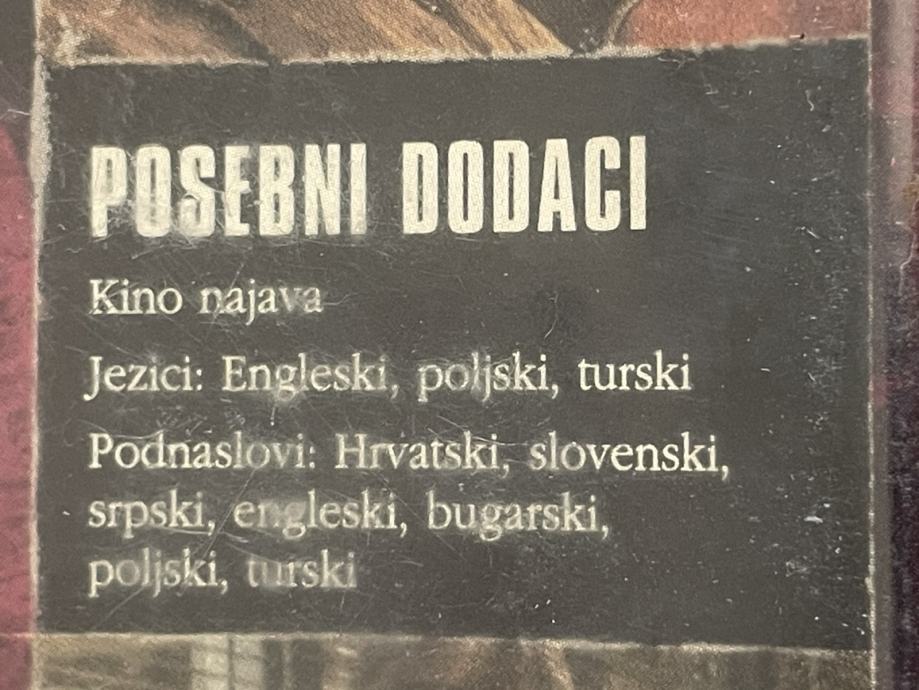 POSEBNI DODACI
Kino najava
Jezici: Engleski, poljski, turski
Podnaslovi: Hrvatski, slovenski,
srpski, engleski, bugarski,
poljski, turski